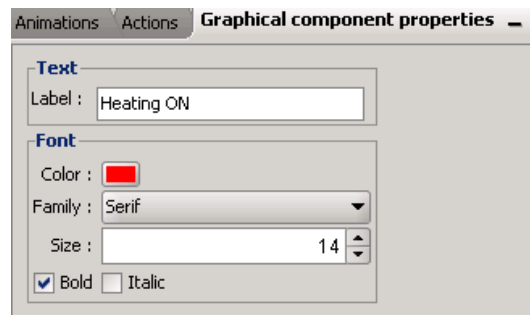 Animations Actions Graphical component properties
Text
Label : Heating ON
Font
Color :
Family : Serif
Size : 14
Bold Italic